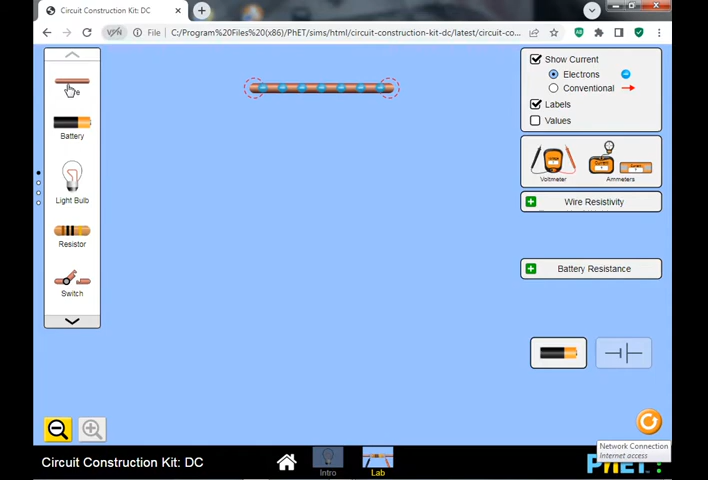 Circuit Construction Kit: DC
VPN
File
C:/Program%20Files%20(x86)/PhET/sims/html/circuit-construction-kit-dc/latest/circuit-co...
Show Current
Electrons
Conventional
Labels
Values
Battery
Light Bulb
Resistor
Switch
Voltmeter
Ammeters
Wire Resistivity
Battery Resistance
Network Connection
Internet access
Circuit Construction Kit: DC
Intro
Lab
PhET